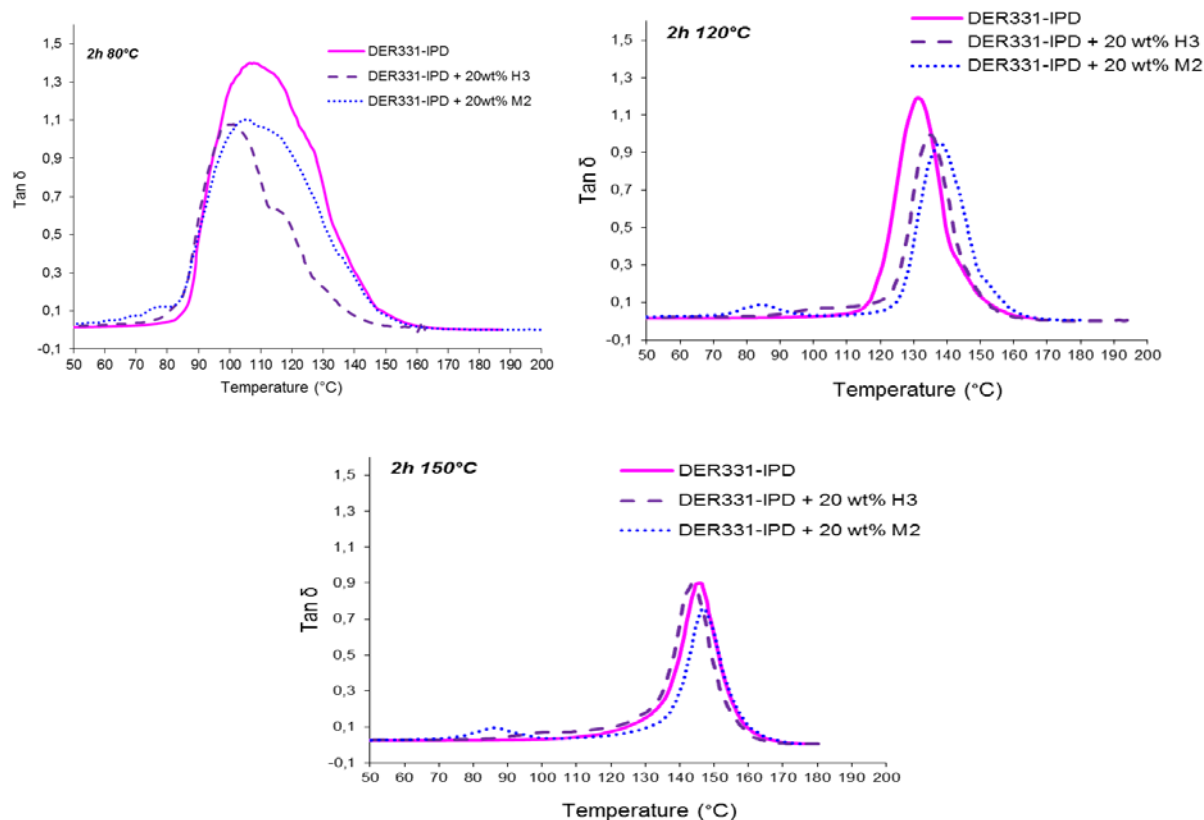 2h 80°C
DER331-IPD
DER331-IPD + 20wt% H3
DER331-IPD + 20wt% M2
Tan δ
1,5
1,3
1,1
0,9
0,7
0,5
0,3
0,1
-0,1
50 60 70 80 90 100 110 120 130 140 150 160 170 180 190 200
Temperature (°C)
2h 120°C
DER331-IPD
DER331-IPD + 20 wt% H3
DER331-IPD + 20 wt% M2
Tan δ
1,5
1,3
1,1
0,9
0,7
0,5
0,3
0,1
-0,1
50 60 70 80 90 100 110 120 130 140 150 160 170 180 190 200
Temperature (°C)
2h 150°C
DER331-IPD
DER331-IPD + 20 wt% H3
DER331-IPD + 20 wt% M2
Tan δ
1,5
1,3
1,1
0,9
0,7
0,5
0,3
0,1
-0,1
50 60 70 80 90 100 110 120 130 140 150 160 170 180 190 200
Temperature (°C)